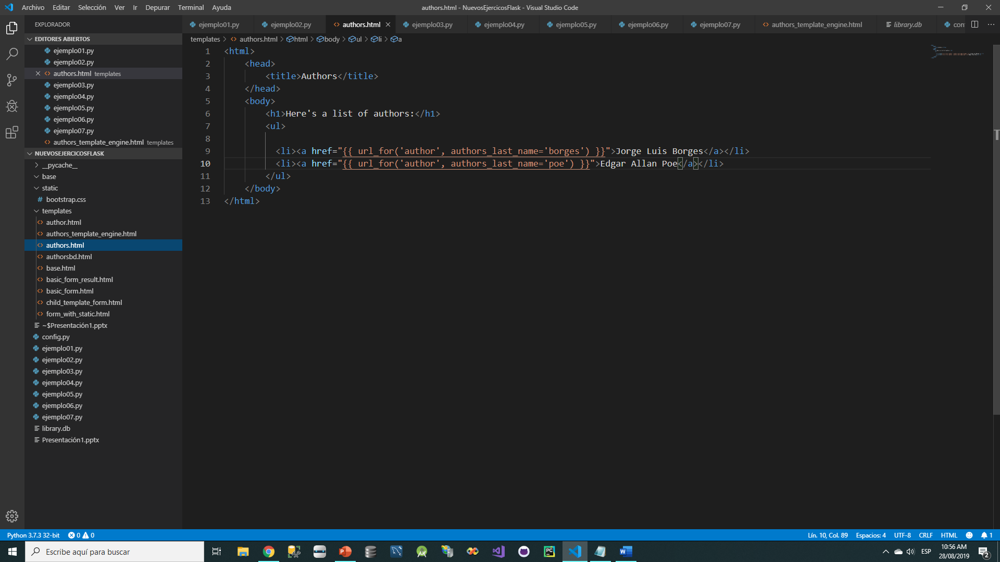 Archivo Editar Selección Ver Ir Depurar Terminal Ayuda
authors.html - NuevosEjercicosFlask - Visual Studio Code
EXPLORADOR
EDITORES ABIERTOS
ejemplo01.py
ejemplo02.py
authors.html templates
ejemplo03.py
ejemplo04.py
ejemplo05.py
ejemplo06.py
ejemplo07.py
authors_template_engine.html templates
NUEVOSEJERCICOSFLASK
__pycache__
base
static
bootstrap.css
templates
author.html
authors_template_engine.html
authors.html
authorsbd.html
base.html
basic_form_result.html
basic_form.html
child_template_form.html
form_with_static.html
~$Presentación1.pptx
config.py
ejemplo01.py
ejemplo02.py
ejemplo03.py
ejemplo04.py
ejemplo05.py
ejemplo06.py
ejemplo07.py
library.db
Presentación1.pptx
ejemplo01.py ejemplo02.py authors.html ejemplo03.py ejemplo04.py ejemplo05.py ejemplo06.py ejemplo07.py authors_template_engine.html library.db con
templates > authors.html > html > body > ul > li > a
1 <html>
2 <head>
3 <title>Authors</title>
4 </head>
5 <body>
6 <h1>Here's a list of authors:</h1>
7 <ul>
8
9 <li><a href="{{ url_for('author', authors_last_name='borges') }}">Jorge Luis Borges</a></li>
10 <li><a href="{{ url_for('author', authors_last_name='poe') }}">Edgar Allan Poe</a></li>
11 </ul>
12 </body>
13 </html>
Python 3.7.3 32-bit 0 0 Lín. 10, Col. 89 Espacios: 4 UTF-8 CRLF HTML 1
Escribe aquí para buscar
ESP
10:56 AM
28/08/2019
2